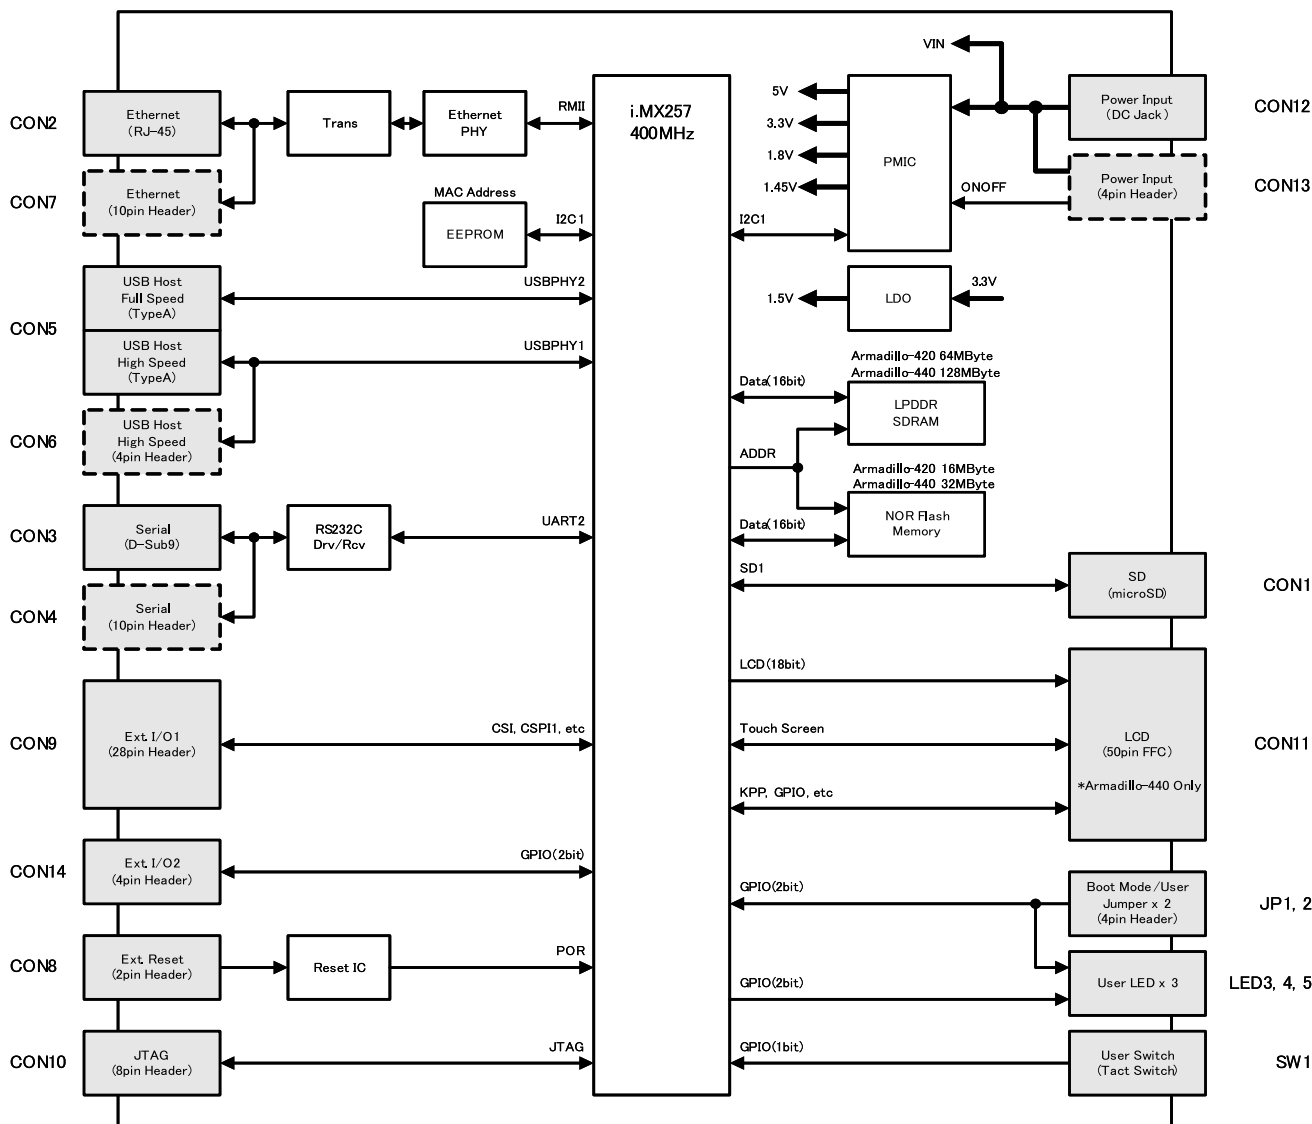 CON2
Ethernet
(RJ-45)
Trans
Ethernet
PHY
RMII
CON7
Ethernet
(10pin Header)
MAC Address
EEPROM
I2C1
CON5
USB Host
Full Speed
(TypeA)
USBPHY2
USB Host
High Speed
(TypeA)
USBPHY1
CON6
USB Host
High Speed
(4pin Header)
CON3
Serial
(D-Sub9)
RS232C
Drv/Rcv
UART2
CON4
Serial
(10pin Header)
CON9
Ext. I/O1
(28pin Header)
CSI, CSPI1, etc
CON14
Ext. I/O2
(4pin Header)
GPIO(2bit)
CON8
Ext. Reset
(2pin Header)
Reset IC
POR
CON10
JTAG
(8pin Header)
JTAG
i.MX257
400MHz
VIN
5V
3.3V
1.8V
1.45V
PMIC
I2C1
ONOFF
Power Input
(DC Jack)
CON12
Power Input
(4pin Header)
CON13
1.5V
LDO
3.3V
Armadillo-420 64MByte
Armadillo-440 128MByte
Data(16bit)
LPDDR
SDRAM
ADDR
Armadillo-420 16MByte
Armadillo-440 32MByte
NOR Flash
Memory
Data(16bit)
SD1
SD
(microSD)
CON1
LCD(18bit)
Touch Screen
KPP, GPIO, etc
LCD
(50pin FFC)
*Armadillo-440 Only
CON11
GPIO(2bit)
Boot Mode/User
Jumper x 2
(4pin Header)
JP1, 2
GPIO(2bit)
User LED x 3
LED3, 4, 5
GPIO(1bit)
User Switch
(Tact Switch)
SW1